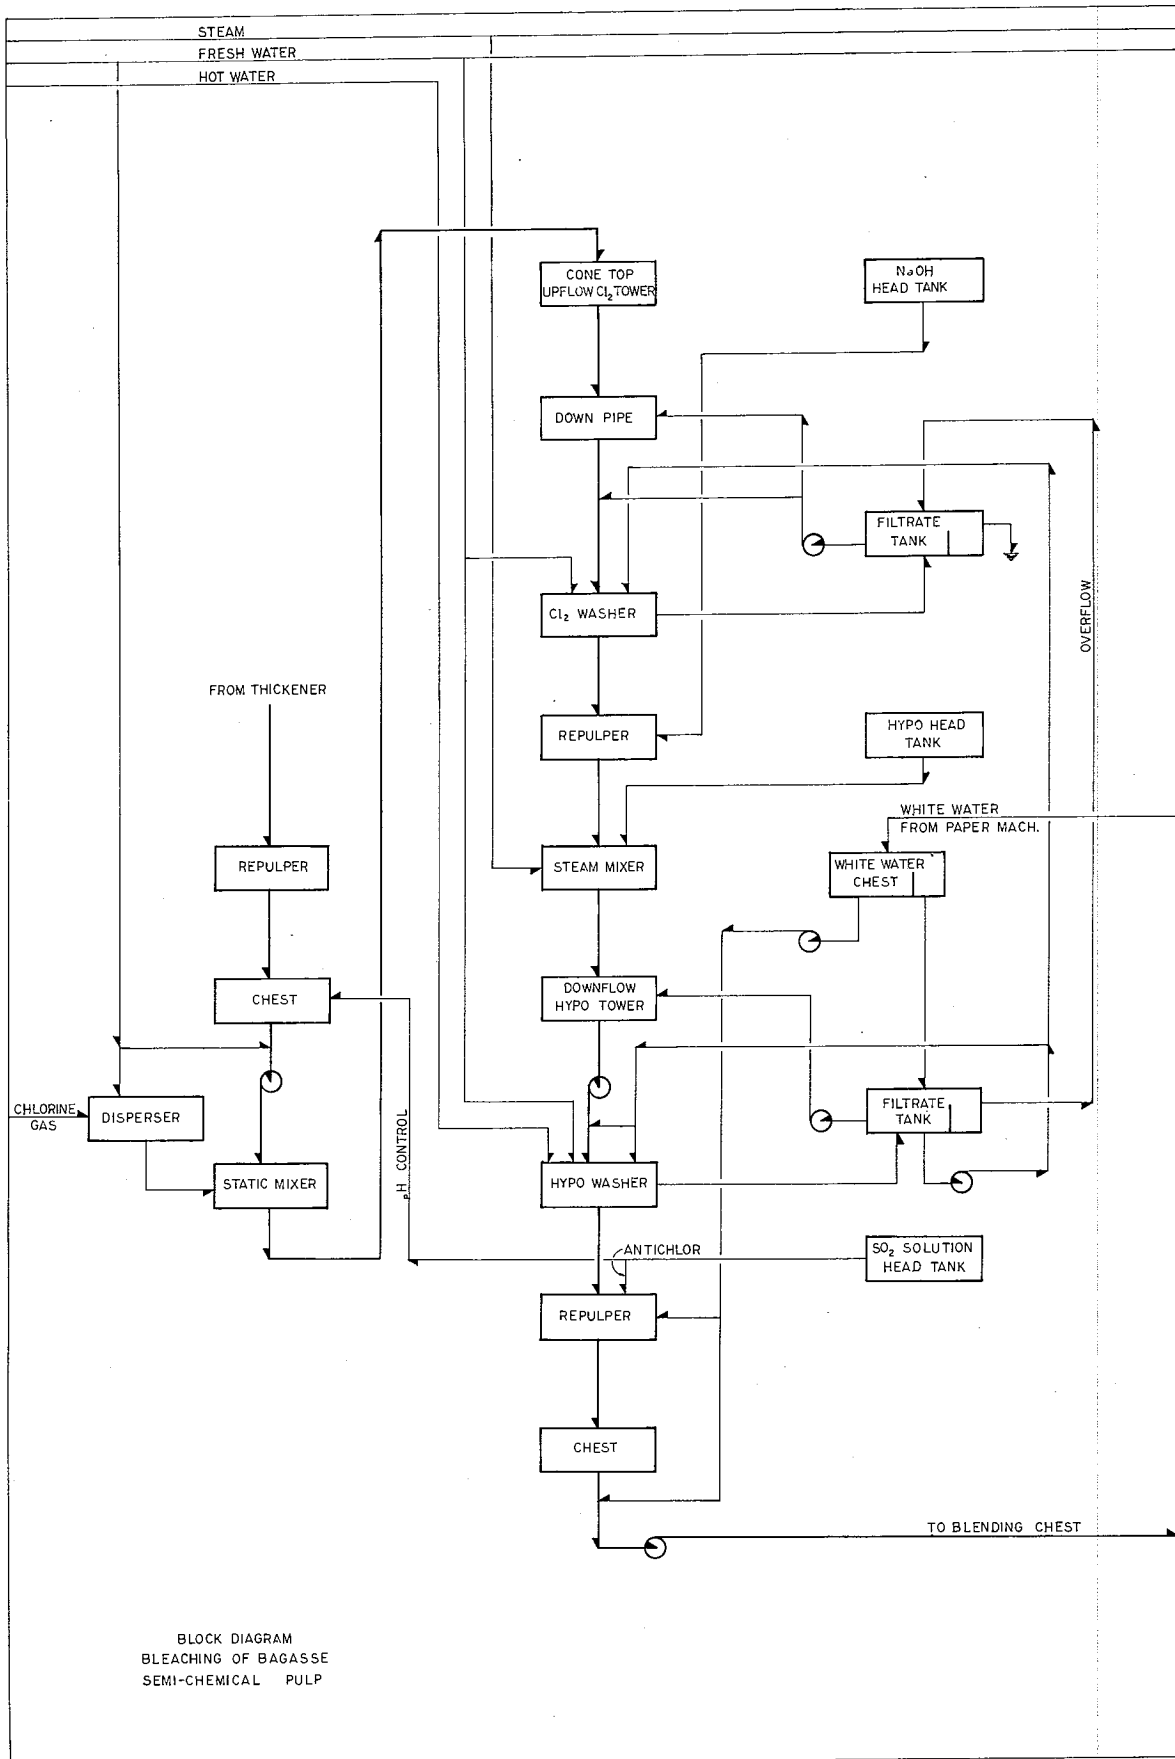 STEAM
FRESH WATER
HOT WATER
CONE TOP
UPFLOW Cl₂ TOWER
NaOH
HEAD TANK
DOWN PIPE
FILTRATE
TANK
Cl₂ WASHER
OVERFLOW
FROM THICKENER
REPULPER
HYPO HEAD
TANK
WHITE WATER
FROM PAPER MACH.
REPULPER
STEAM MIXER
WHITE WATER
CHEST
CHEST
DOWNFLOW
HYPO TOWER
CHLORINE
GAS
DISPERSER
FILTRATE
TANK
pH CONTROL
STATIC MIXER
HYPO WASHER
ANTICHLOR
SO₂ SOLUTION
HEAD TANK
REPULPER
CHEST
TO BLENDING CHEST
BLOCK DIAGRAM
BLEACHING OF BAGASSE
SEMI-CHEMICAL PULP